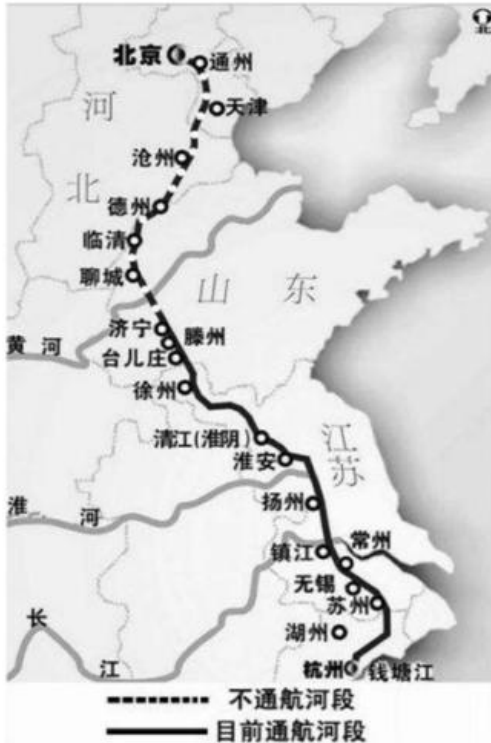 北
北京
通州
天津
河
沧州
北
德州
临清
聊城
山东
济宁
滕州
黄河
台儿庄
徐州
清江(淮阴)
江
淮安
苏
扬州
淮河
镇江
常州
无锡
苏州
长
湖州
江
杭州
钱塘江
不通航河段
目前通航河段